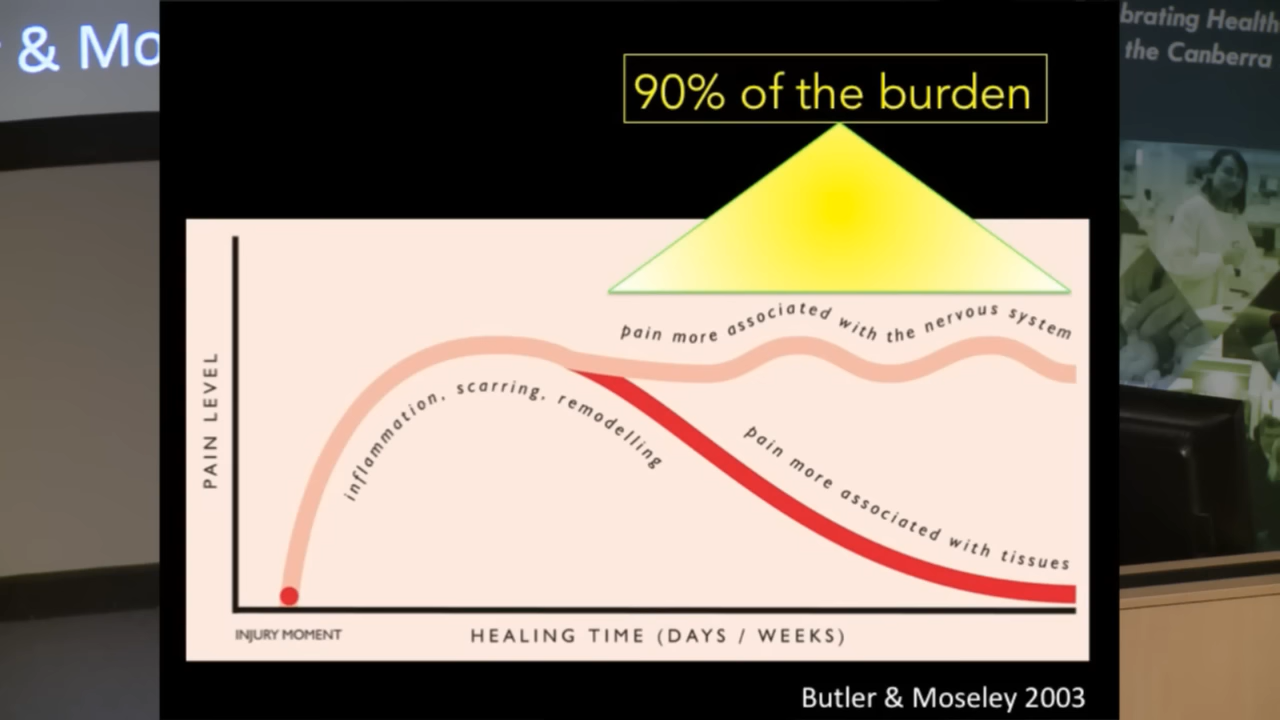 & Mo
brating Health
the Canberra
90% of the burden
pain more associated with the nervous system
inflammation, scarring, remodelling
pain more associated with tissues
PAIN LEVEL
INJURY MOMENT
HEALING TIME (DAYS / WEEKS)
Butler & Moseley 2003